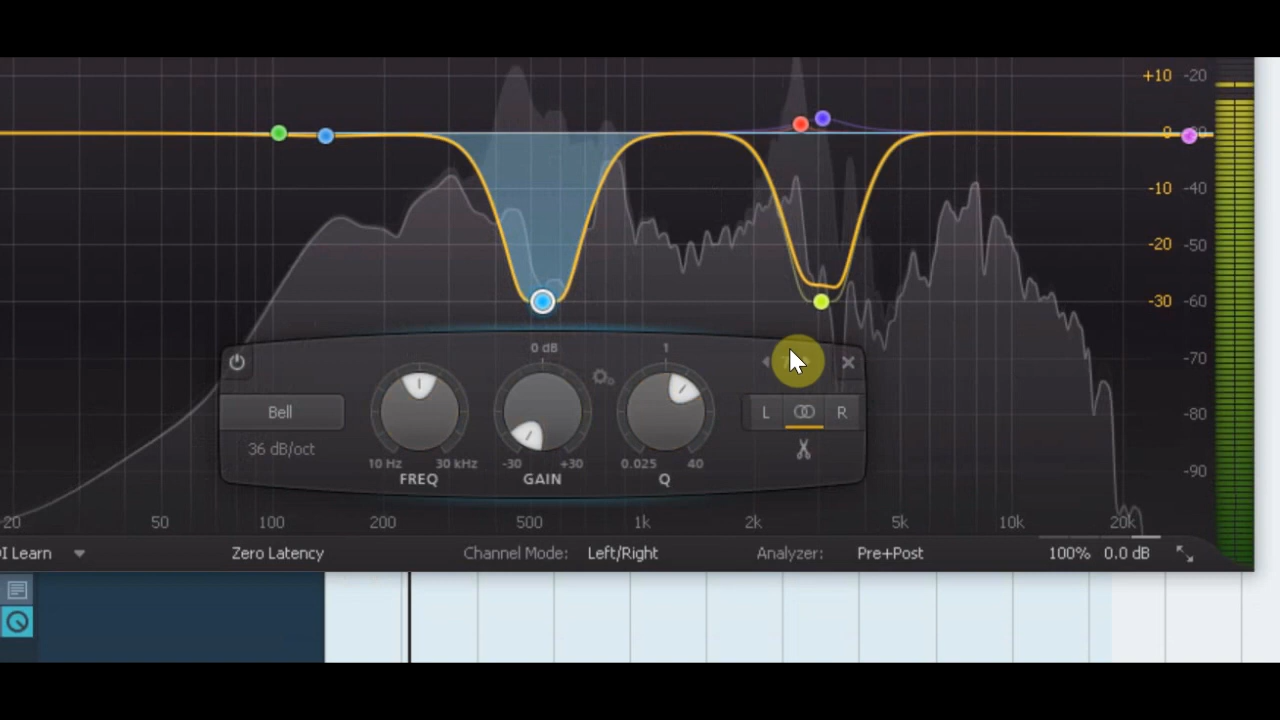 +10 -20
0
-10 -40
-20 -50
-30 -60
0 dB 1
-70
Bell L R
-80
36 dB/oct
10 Hz 30 kHz -30 +30 0.025 40
-90
FREQ GAIN Q
20 50 100 200 500 1k 2k 5k 10k 20k
I Learn Zero Latency Channel Mode: Left/Right Analyzer: Pre+Post 100% 0.0 dB